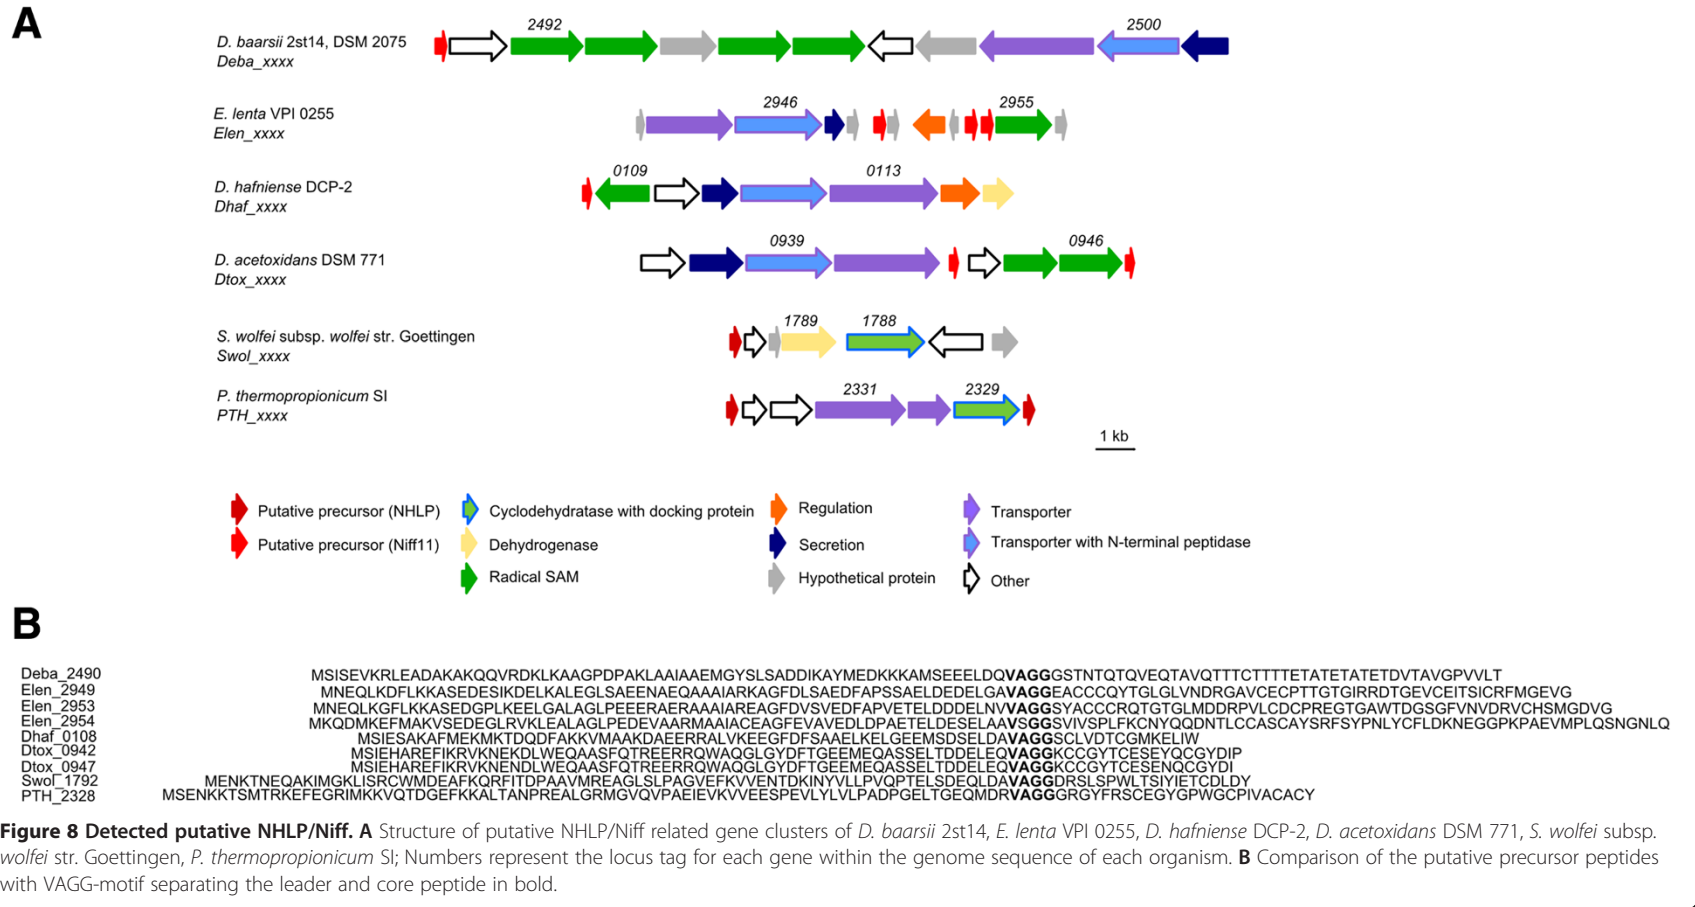 A
D. baarsii 2st14, DSM 2075
Deba_xxxx
2492
2500
E. lenta VPI 0255
Elen_xxxx
2946
2955
D. hafniense DCP-2
Dhaf_xxxx
0109
0113
D. acetoxidans DSM 771
Dtox_xxxx
0939
0946
S. wolfei subsp. wolfei str. Goettingen
Swol_xxxx
1789
1788
P. thermopropionicum SI
PTH_xxxx
2331
2329
1 kb
Putative precursor (NHLP)
Cyclodehydratase with docking protein
Regulation
Transporter
Putative precursor (Niff11)
Dehydrogenase
Secretion
Transporter with N-terminal peptidase
Radical SAM
Hypothetical protein
Other
B
Deba_2490 MSISEVKRLEADAKAKQQVRDKLKAAGPDPAKLAAIAAEMGYSLSADDIKAYMEDKKKAMSEEELDQVAGGGSTNTQTQVEQTAVQTTTCTTTTETATETATETDVTAVGPVVLT
Elen_2949 MNEQLKDFLKKASEDESIKDELKALEGLSAEENAEQAAAIARKAGFDLSAEDFAPSSAELDEDELGAVAGGEACCCQYTGLGLVNDRGAVCECPTTGTGIRRDTGEVCEITSICRFMGEVG
Elen_2953 MNEQLKGFLKKASEDGPLKEELGALAGLPEEERAERAAAIAREAGFDVSVEDFAPVETELDDDELNVVAGGSYACCCRQTGTGLMDDRPVLCDCPREGTGAWTDGSGFVNVDRVCHSMGDVG
Elen_2954 MKQDMKEFMAKVSEDEGLRVKLEALAGLPEDEVAARMAAIACEAGFEVAVEDLDPAETELDESELAAVSGGSVIVSPLFKCNYQQDNTLCCASCAYSRFSYPNLYCFLDKNEGGPKPAEVMPLQSNGNLQ
Dhaf_0108 MSIESAKAFMEKMKTDQDFAKKVMAAKDAEERRALVKEEGFDFSAAELKELGEEMSDSELDAVAGGSCLVDTCGMKELIW
Dtox_0942 MSIEHAREFIKRVKNEKDLWEQAASFQTREERRQWAQGLGYDFTGEEMEQASSELTDDELEQVAGGKCCGYTCESEYQCGYDIP
Dtox_0947 MSIEHAREFIKRVKNENDLWEQAASFQTREERRQWAQGLGYDFTGEEMEQASSELTDDELEQVAGGKCCGYTCESENQCGYDI
Swol_1792 MENKTNEQAKIMGKLISRCWMDEAFKQRFITDPAAVMREAGLSLPAGVEFKVVENTDKINYVLLPVQPTELSDEQLDAVAGGDRSLSPWLTSIYIETCDLDY
PTH_2328 MSENKKTSMTRKEFEGRIMKKVQTDGEFKKALTANPREALGRMGVQVPAEIEVKVVEESPEVLYLVLPADPGELTGEQMDRVAGGGRGYFRSCEGYGPWGCPIVACACY
Figure 8 Detected putative NHLP/Niff. A Structure of putative NHLP/Niff related gene clusters of D. baarsii 2st14, E. lenta VPI 0255, D. hafniense DCP-2, D. acetoxidans DSM 771, S. wolfei subsp.
wolfei str. Goettingen, P. thermopropionicum SI; Numbers represent the locus tag for each gene within the genome sequence of each organism. B Comparison of the putative precursor peptides
with VAGG-motif separating the leader and core peptide in bold.